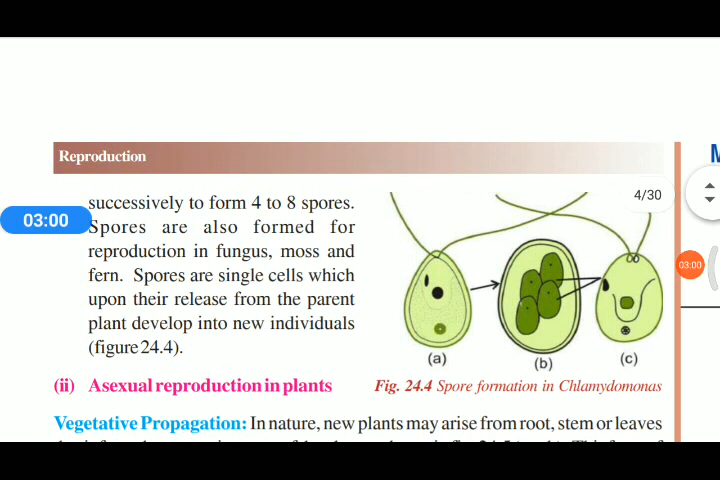 Reproduction
successively to form 4 to 8 spores.
Spores are also formed for
reproduction in fungus, moss and
fern. Spores are single cells which
upon their release from the parent
plant develop into new individuals
(figure 24.4).
4/30
03:00
03:00
(a)
(b)
(c)
(ii) Asexual reproduction in plants
Fig. 24.4 Spore formation in Chlamydomonas
Vegetative Propagation: In nature, new plants may arise from root, stem or leaves